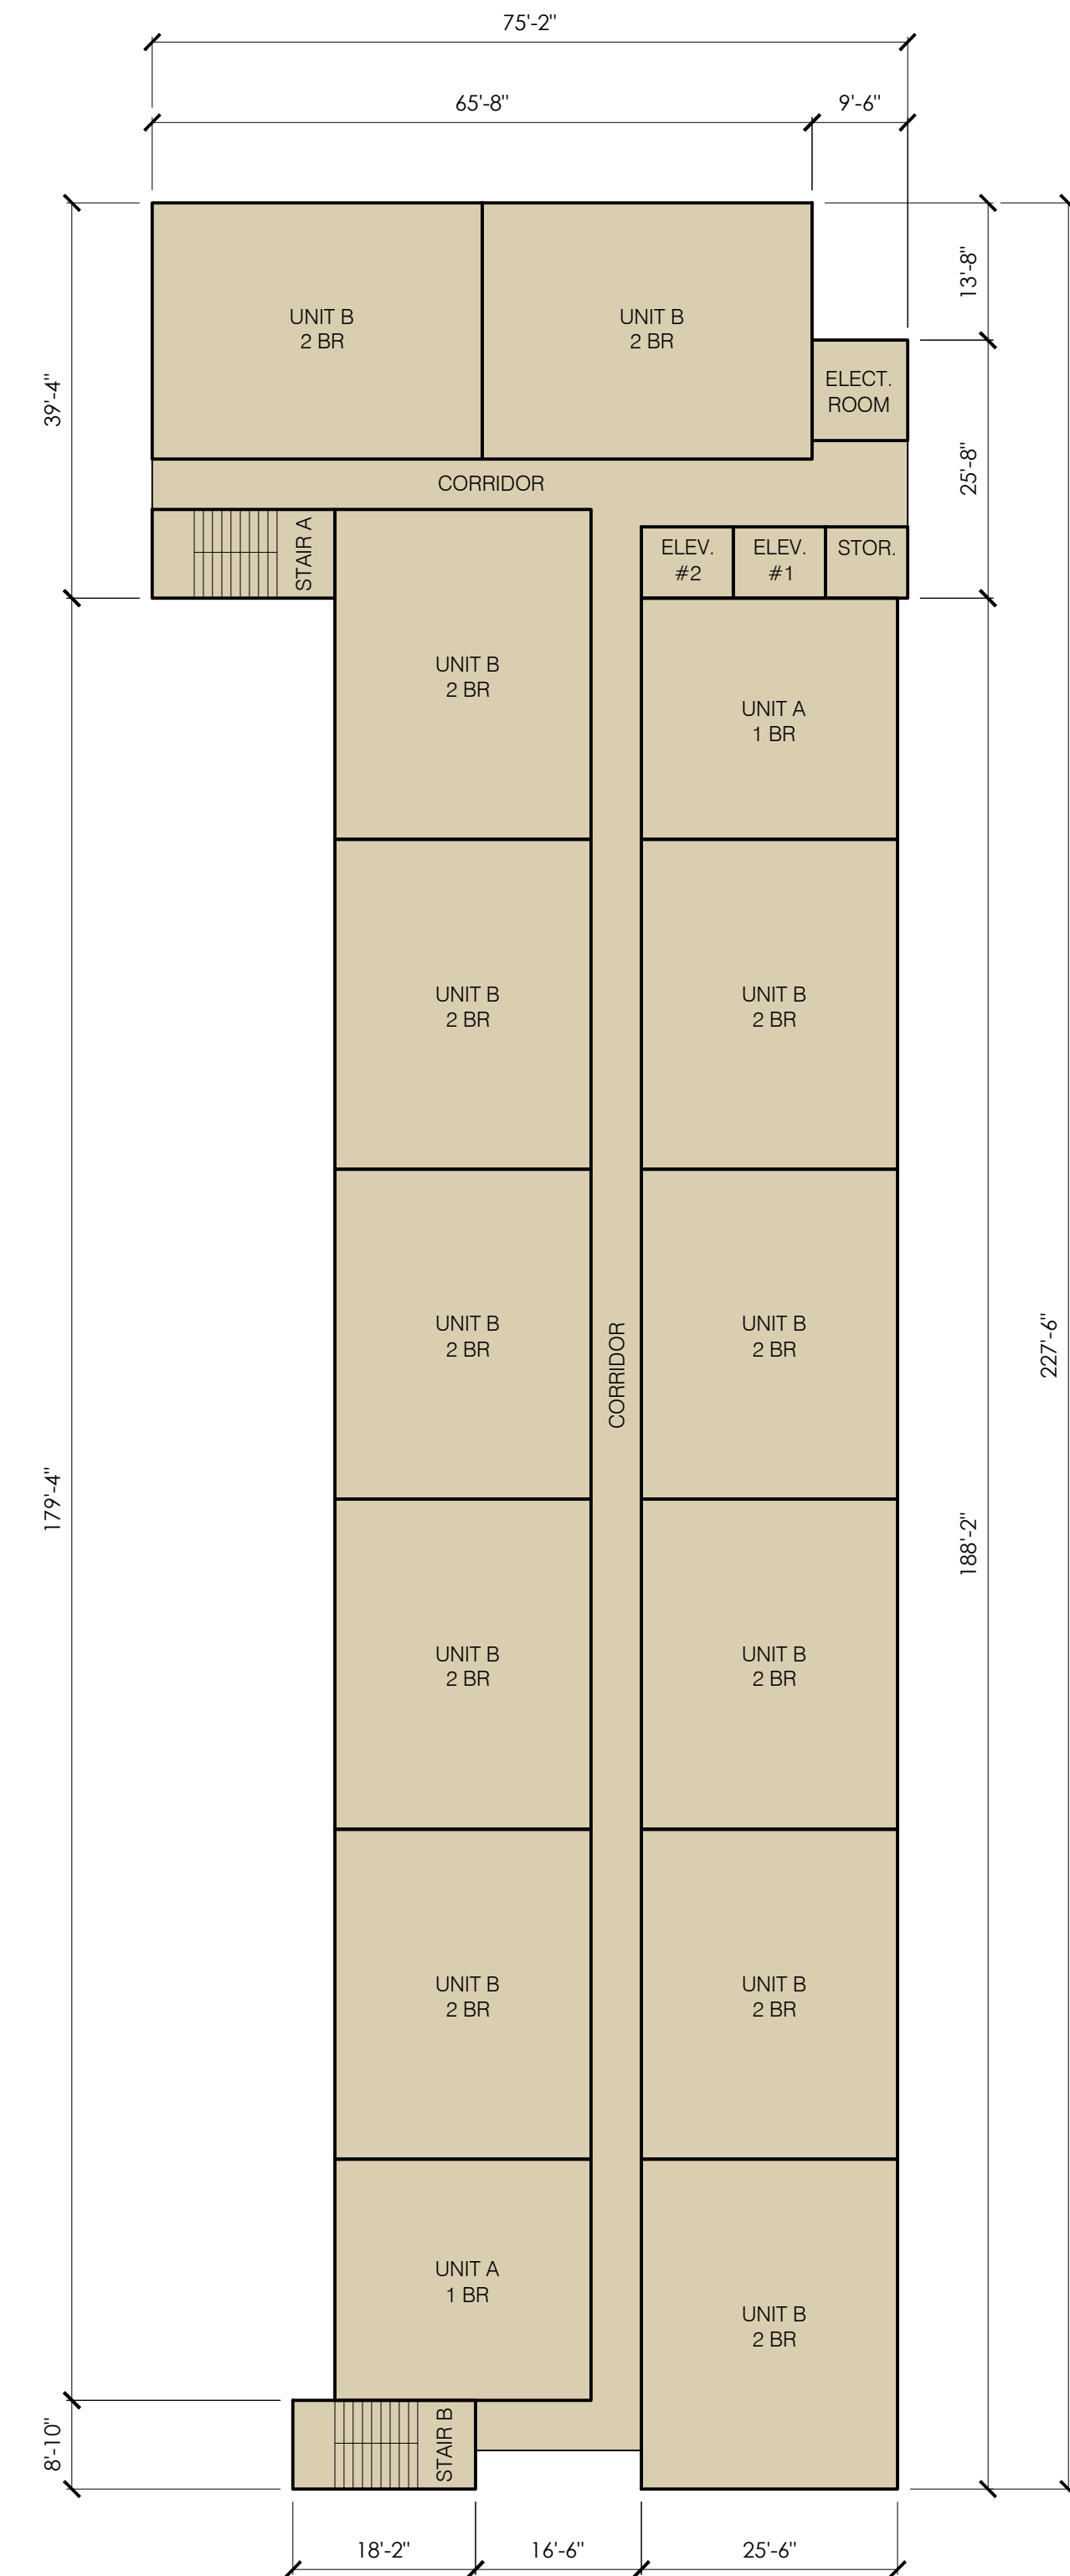 75'-2"
65'-8"
9'-6"
13'-8"
UNIT B
2 BR
UNIT B
2 BR
ELECT.
ROOM
39'-4"
25'-8"
CORRIDOR
STAIR A
ELEV.
#2
ELEV.
#1
STOR.
UNIT B
2 BR
UNIT A
1 BR
UNIT B
2 BR
UNIT B
2 BR
UNIT B
2 BR
UNIT B
2 BR
CORRIDOR
227'-6"
179'-4"
188'-2"
UNIT B
2 BR
UNIT B
2 BR
UNIT B
2 BR
UNIT B
2 BR
UNIT A
1 BR
UNIT B
2 BR
8'-10"
STAIR B
18'-2"
16'-6"
25'-6"